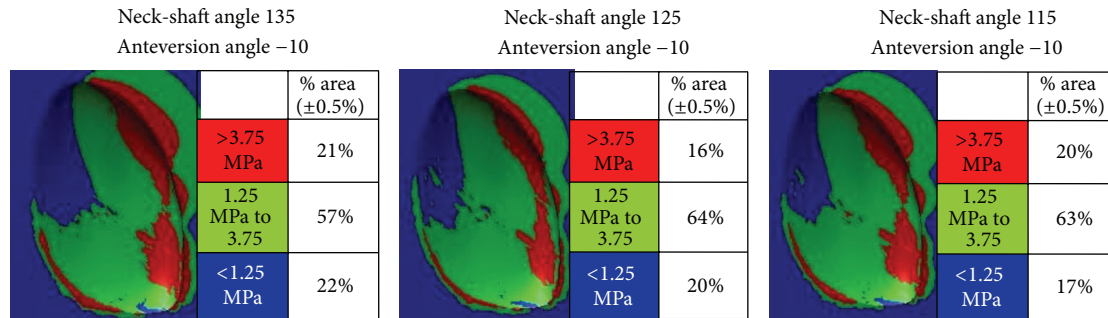 Neck-shaft angle 135
Anteversion angle −10
% area
(±0.5%)
>3.75
MPa
21%
1.25
MPa to
3.75
57%
<1.25
MPa
22%
Neck-shaft angle 125
Anteversion angle −10
% area
(±0.5%)
>3.75
MPa
16%
1.25
MPa to
3.75
64%
<1.25
MPa
20%
Neck-shaft angle 115
Anteversion angle −10
% area
(±0.5%)
>3.75
MPa
20%
1.25
MPa to
3.75
63%
<1.25
MPa
17%